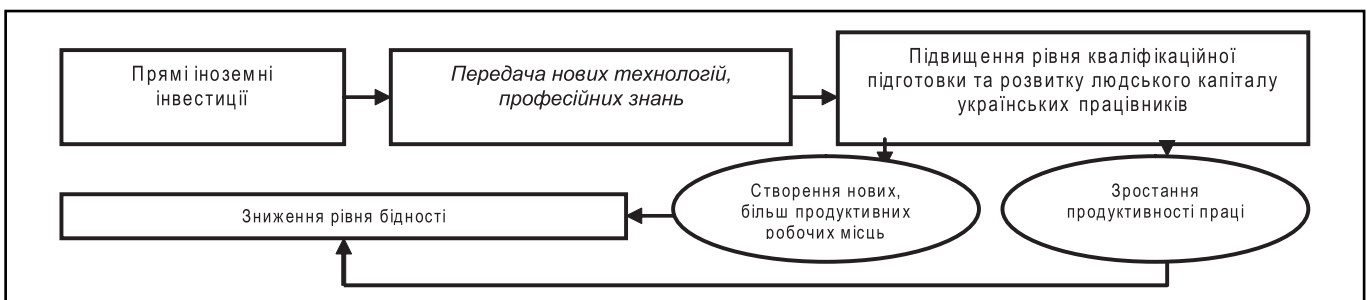 Прямі іноземні
інвестиції
Передача нових технологій,
професійних знань
Підвищення рівня кваліфікаційної
підготовки та розвитку людського капіталу
українських працівників
Створення нових,
більш продуктивних
робочих місць
Зростання
продуктивності праці
Зниження рівня бідності